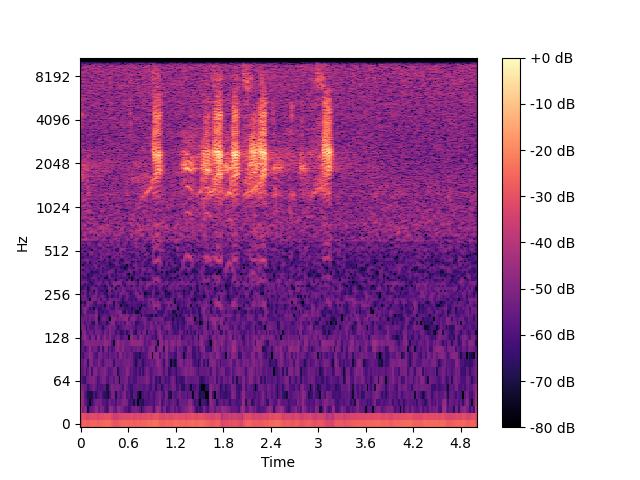 8192
4096
2048
1024
512
256
128
64
0
Hz
0 0.6 1.2 1.8 2.4 3 3.6 4.2 4.8
Time
+0 dB
-10 dB
-20 dB
-30 dB
-40 dB
-50 dB
-60 dB
-70 dB
-80 dB